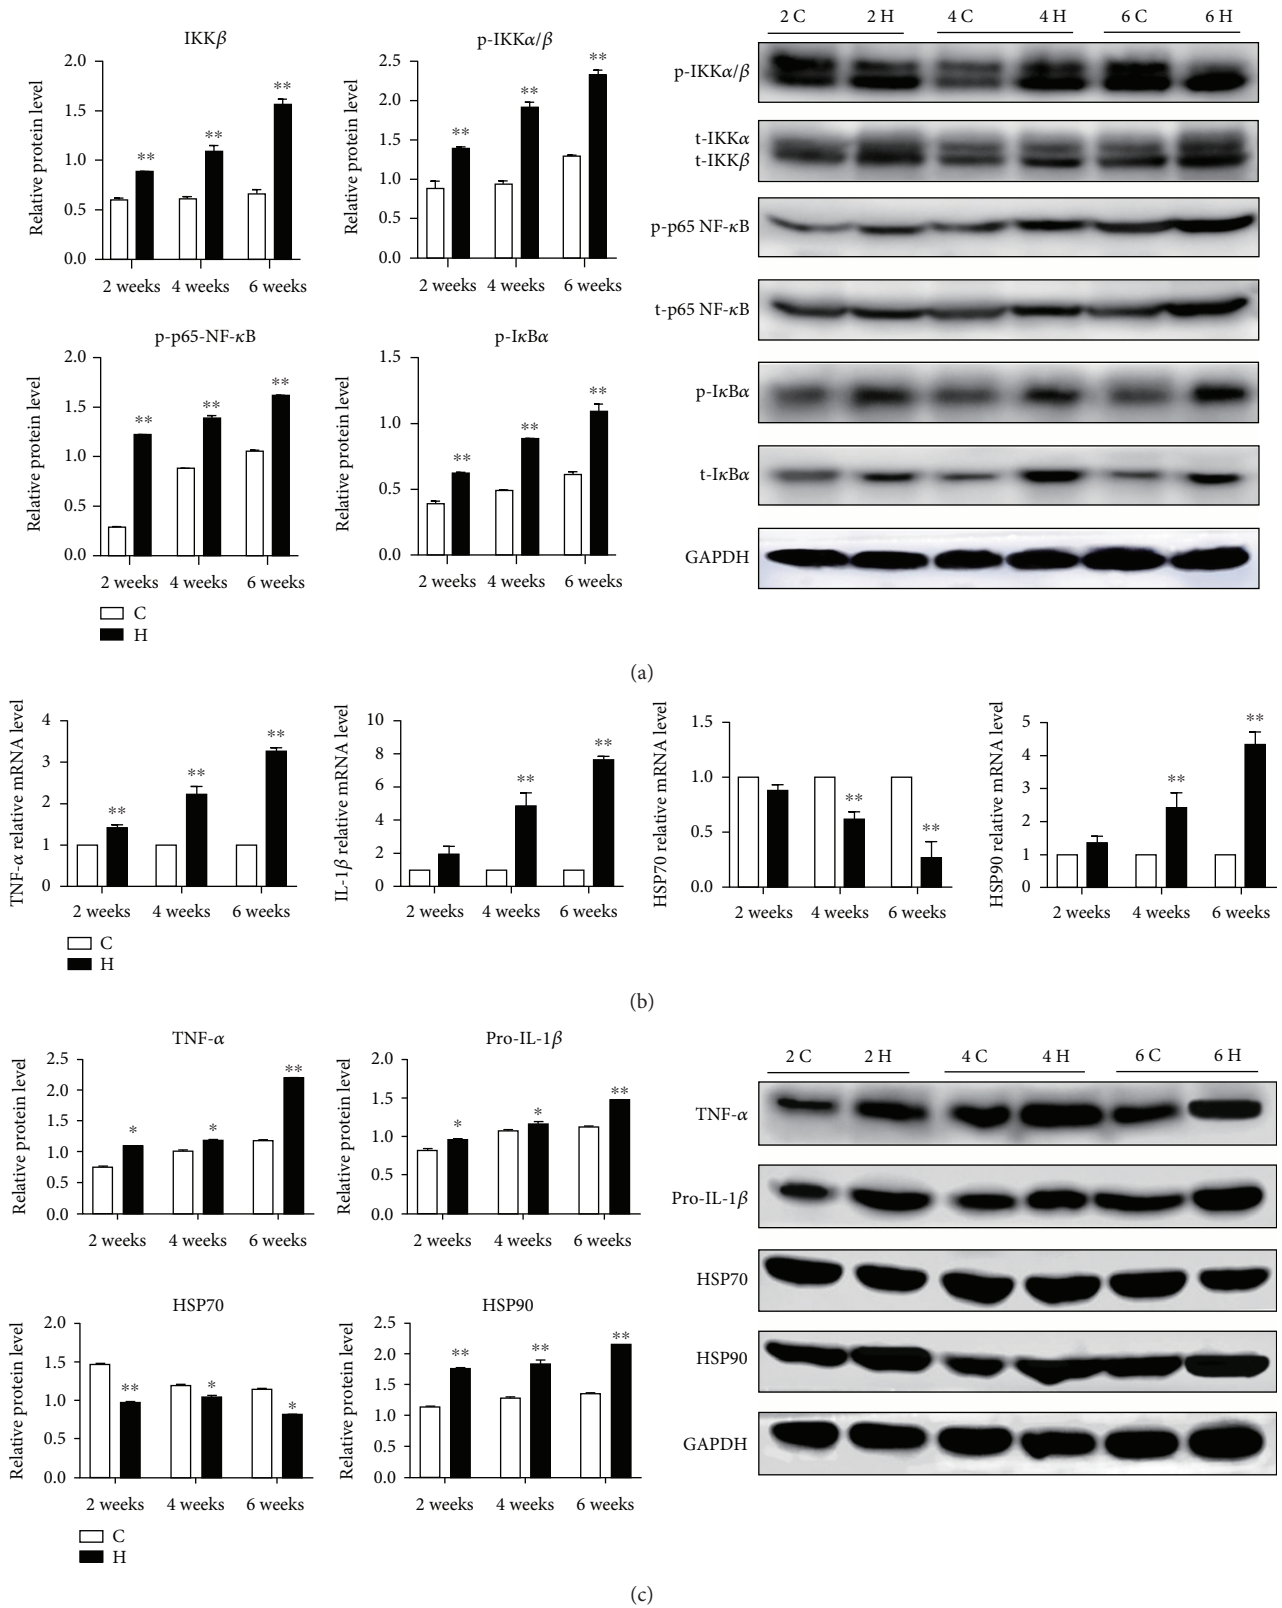 IKKβ
Relative protein level
2.0
1.5
1.0
0.5
0.0
**
**
**
2 weeks 4 weeks 6 weeks
p-IKKα/β
Relative protein level
2.5
2.0
1.5
1.0
0.5
0.0
**
**
**
2 weeks 4 weeks 6 weeks
p-p65-NF-κB
Relative protein level
2.0
1.5
1.0
0.5
0.0
**
**
**
2 weeks 4 weeks 6 weeks
p-IκBα
Relative protein level
1.5
1.0
0.5
0.0
**
**
**
2 weeks 4 weeks 6 weeks
C
H
2 C 2 H 4 C 4 H 6 C 6 H
p-IKKα/β
t-IKKα
t-IKKβ
p-p65 NF-κB
t-p65 NF-κB
p-IκBα
t-IκBα
GAPDH
(a)
TNF-α relative mRNA level
4
3
2
1
0
**
**
**
2 weeks 4 weeks 6 weeks
IL-1β relative mRNA level
10
8
6
4
2
0
**
**
2 weeks 4 weeks 6 weeks
HSP70 relative mRNA level
1.5
1.0
0.5
0.0
**
**
2 weeks 4 weeks 6 weeks
HSP90 relative mRNA level
5
4
3
2
1
0
**
**
2 weeks 4 weeks 6 weeks
C
H
(b)
TNF-α
Relative protein level
2.5
2.0
1.5
1.0
0.5
0.0
*
*
**
2 weeks 4 weeks 6 weeks
Pro-IL-1β
Relative protein level
2.0
1.5
1.0
0.5
0.0
*
*
**
2 weeks 4 weeks 6 weeks
HSP70
Relative protein level
2.0
1.5
1.0
0.5
0.0
**
*
*
2 weeks 4 weeks 6 weeks
HSP90
Relative protein level
2.5
2.0
1.5
1.0
0.5
0.0
**
**
**
2 weeks 4 weeks 6 weeks
C
H
2 C 2 H 4 C 4 H 6 C 6 H
TNF-α
Pro-IL-1β
HSP70
HSP90
GAPDH
(c)